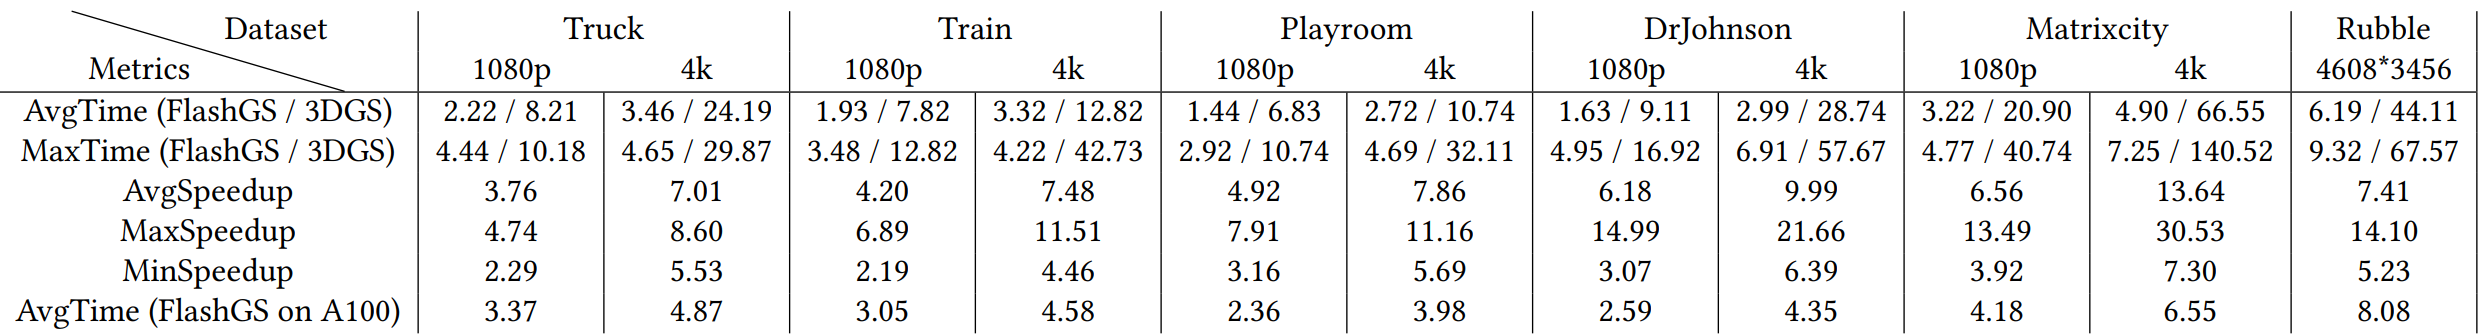 Dataset Truck Train Playroom DrJohnson Matrixcity Rubble
Metrics 1080p 4k 1080p 4k 1080p 4k 1080p 4k 1080p 4k 4608*3456
AvgTime (FlashGS / 3DGS) 2.22 / 8.21 3.46 / 24.19 1.93 / 7.82 3.32 / 12.82 1.44 / 6.83 2.72 / 10.74 1.63 / 9.11 2.99 / 28.74 3.22 / 20.90 4.90 / 66.55 6.19 / 44.11
MaxTime (FlashGS / 3DGS) 4.44 / 10.18 4.65 / 29.87 3.48 / 12.82 4.22 / 42.73 2.92 / 10.74 4.69 / 32.11 4.95 / 16.92 6.91 / 57.67 4.77 / 40.74 7.25 / 140.52 9.32 / 67.57
AvgSpeedup 3.76 7.01 4.20 7.48 4.92 7.86 6.18 9.99 6.56 13.64 7.41
MaxSpeedup 4.74 8.60 6.89 11.51 7.91 11.16 14.99 21.66 13.49 30.53 14.10
MinSpeedup 2.29 5.53 2.19 4.46 3.16 5.69 3.07 6.39 3.92 7.30 5.23
AvgTime (FlashGS on A100) 3.37 4.87 3.05 4.58 2.36 3.98 2.59 4.35 4.18 6.55 8.08